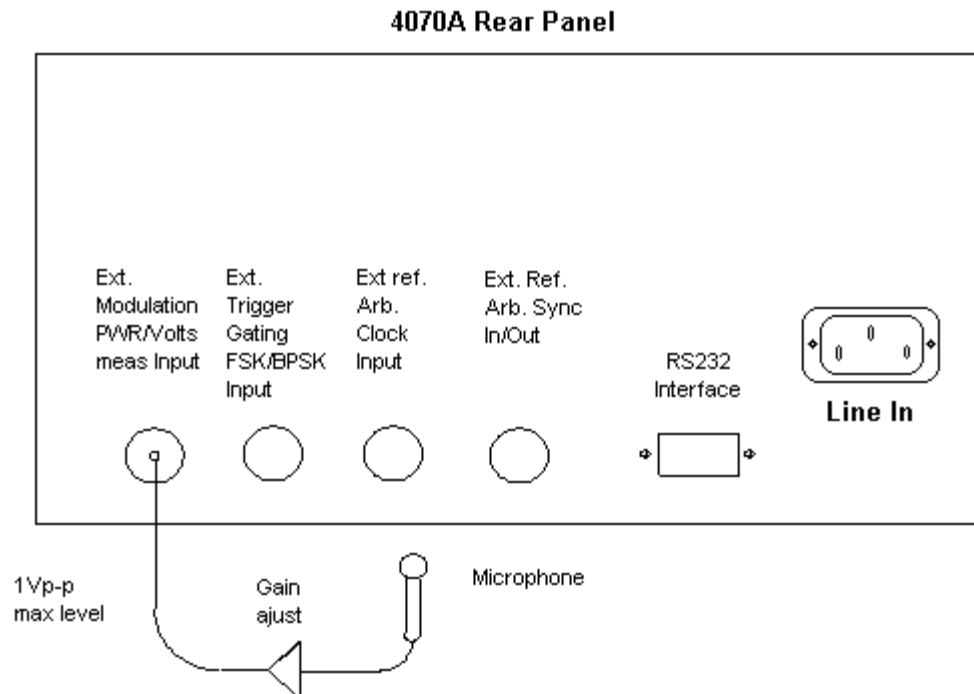 4070A Rear Panel
Ext.
Modulation
PWR/Volts
meas Input
Ext.
Trigger
Gating
FSK/BPSK
Input
Ext ref.
Arb.
Clock
Input
Ext. Ref.
Arb. Sync
In/Out
RS232
Interface
Line In
1Vp-p
max level
Gain
ajust
Microphone